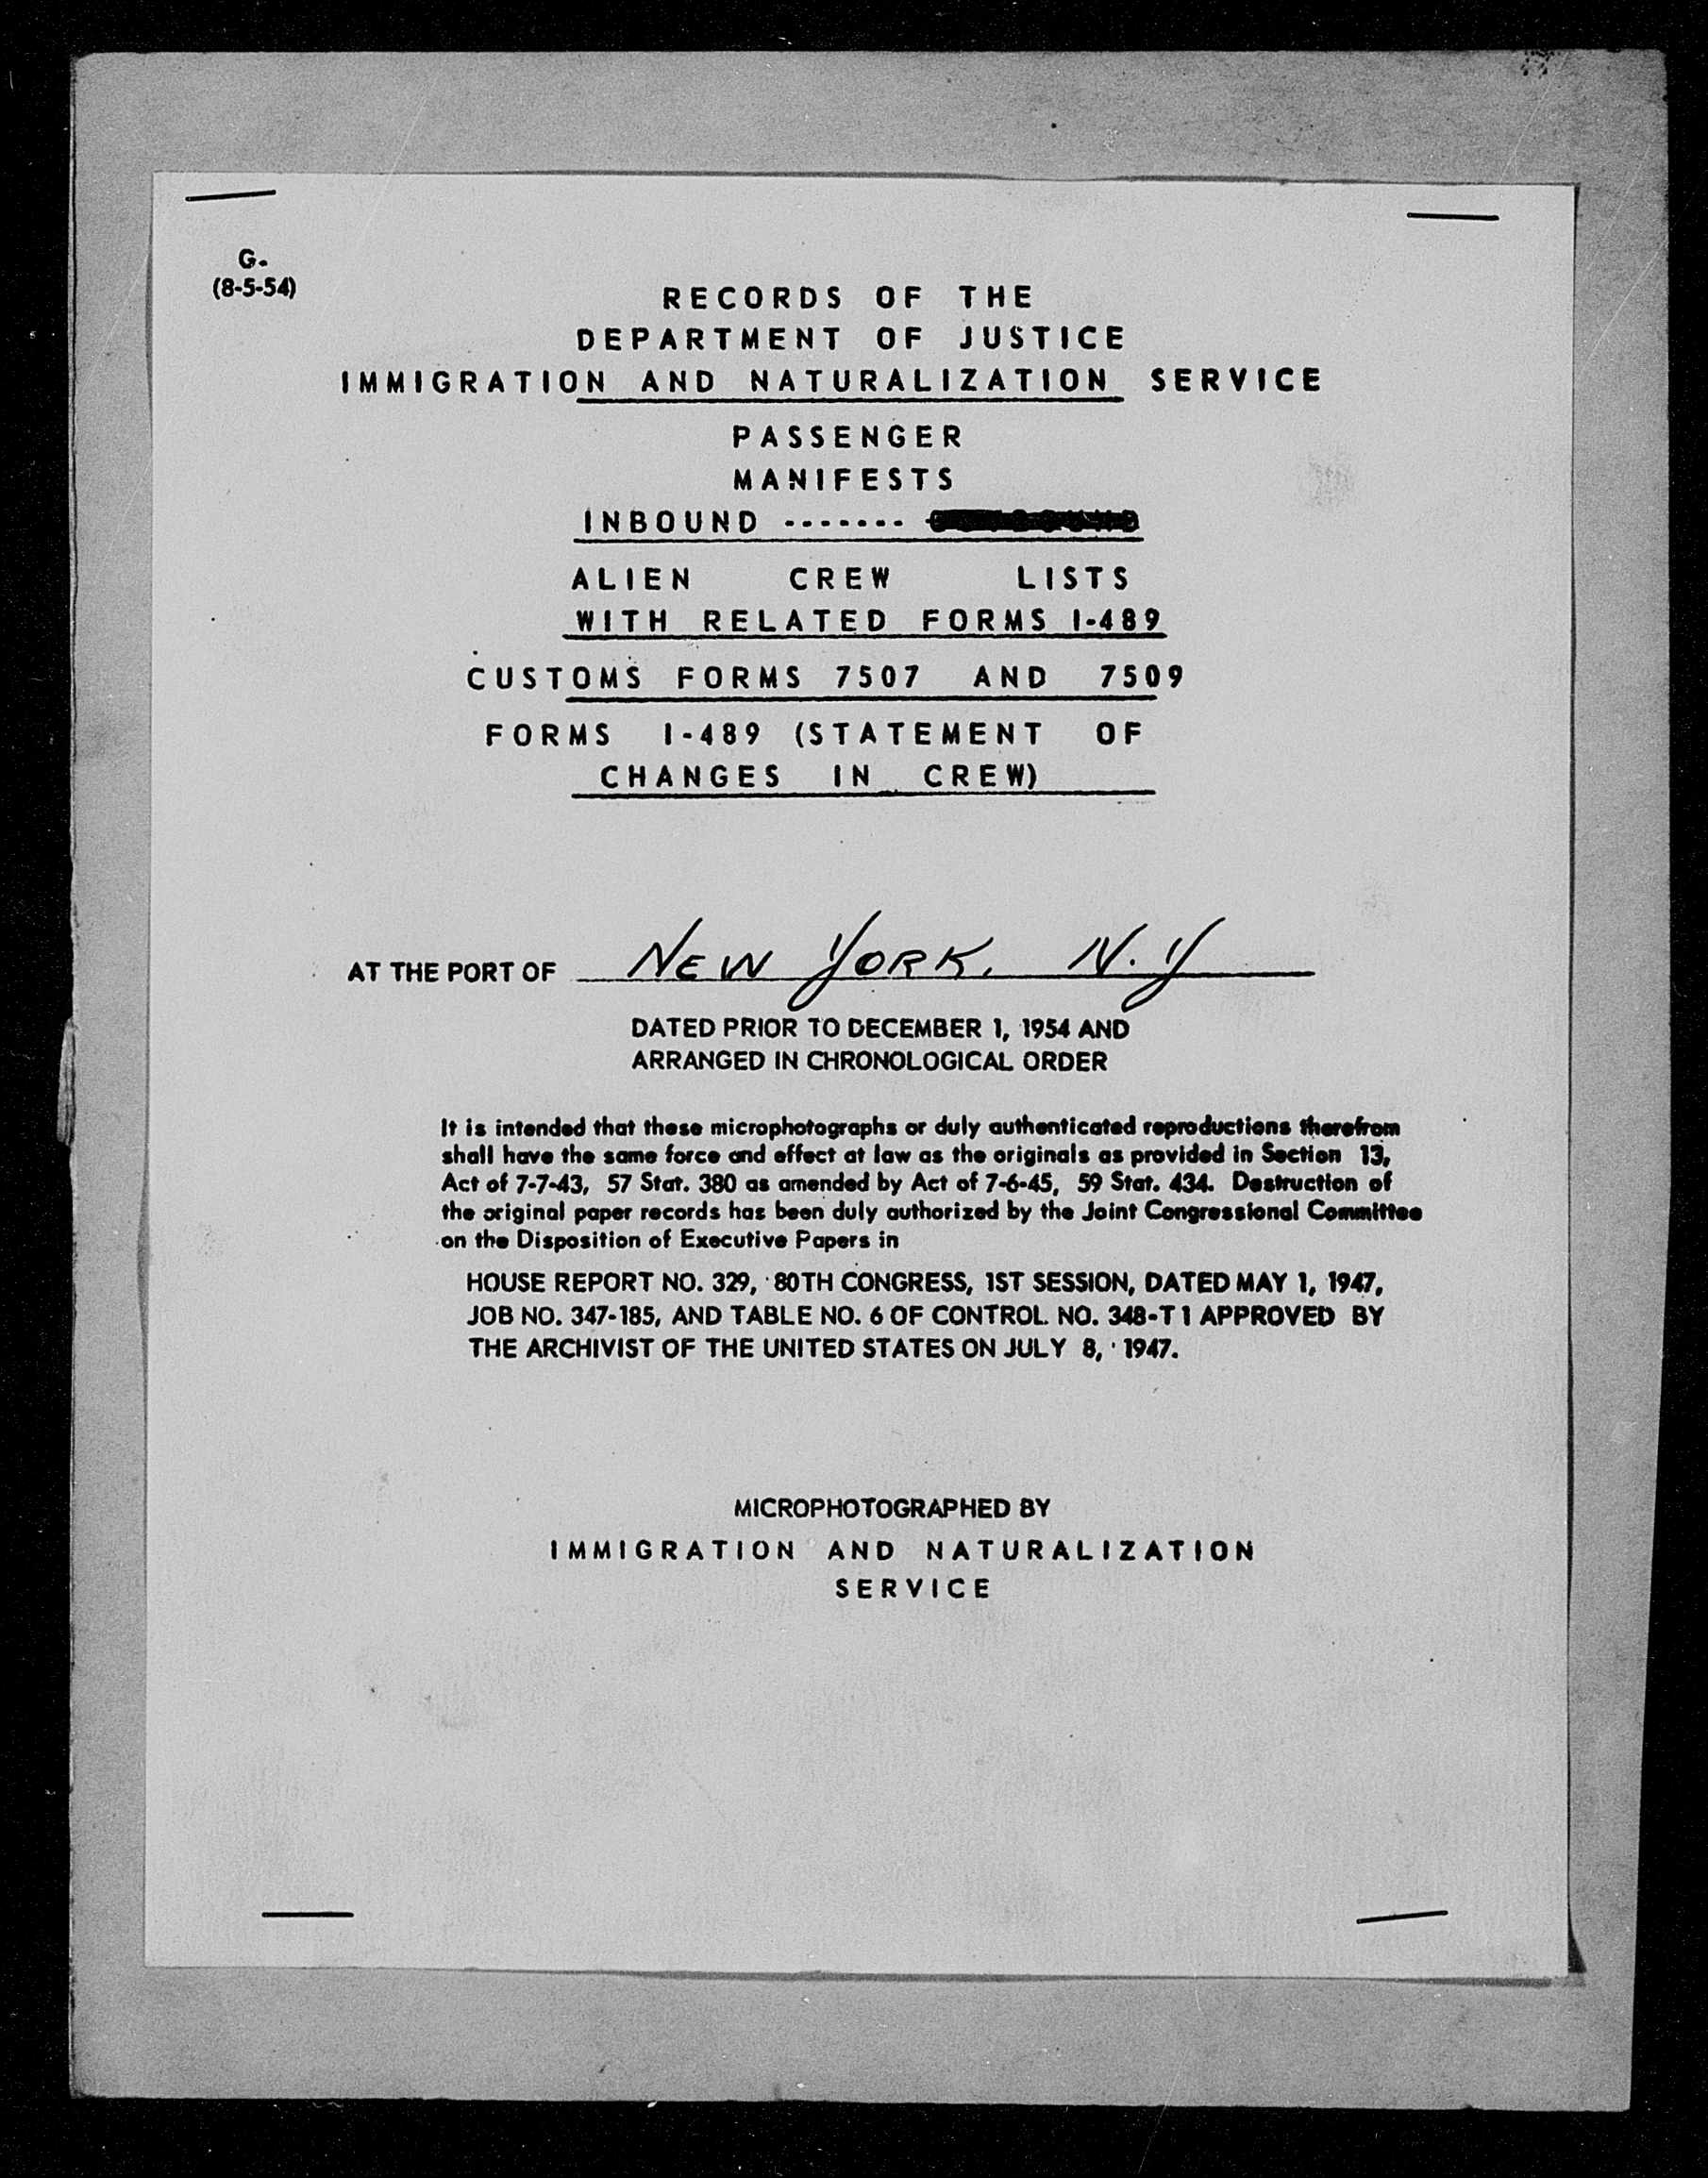 G.
(8-5-54)
RECORDS OF THE
DEPARTMENT OF JUSTICE
IMMIGRATION AND NATURALIZATION SERVICE
PASSENGER
MANIFESTS
INBOUND -------
ALIEN CREW LISTS
WITH RELATED FORMS I-489
CUSTOMS FORMS 7507 AND 7509
FORMS I-489 (STATEMENT OF
CHANGES IN CREW)
AT THE PORT OF NEW YORK, N.Y
DATED PRIOR TO DECEMBER 1, 1954 AND
ARRANGED IN CHRONOLOGICAL ORDER
It is intended that these microphotographs or duly authenticated reproductions therefrom
shall have the same force and effect at law as the originals as provided in Section 13,
Act of 7-7-43, 57 Stat. 380 as amended by Act of 7-6-45, 59 Stat. 434. Destruction of
the original paper records has been duly authorized by the Joint Congressional Committee
on the Disposition of Executive Papers in
HOUSE REPORT NO. 329, 80TH CONGRESS, 1ST SESSION, DATED MAY 1, 1947,
JOB NO. 347-185, AND TABLE NO. 6 OF CONTROL NO. 348-T1 APPROVED BY
THE ARCHIVIST OF THE UNITED STATES ON JULY 8, 1947.
MICROPHOTOGRAPHED BY
IMMIGRATION AND NATURALIZATION
SERVICE